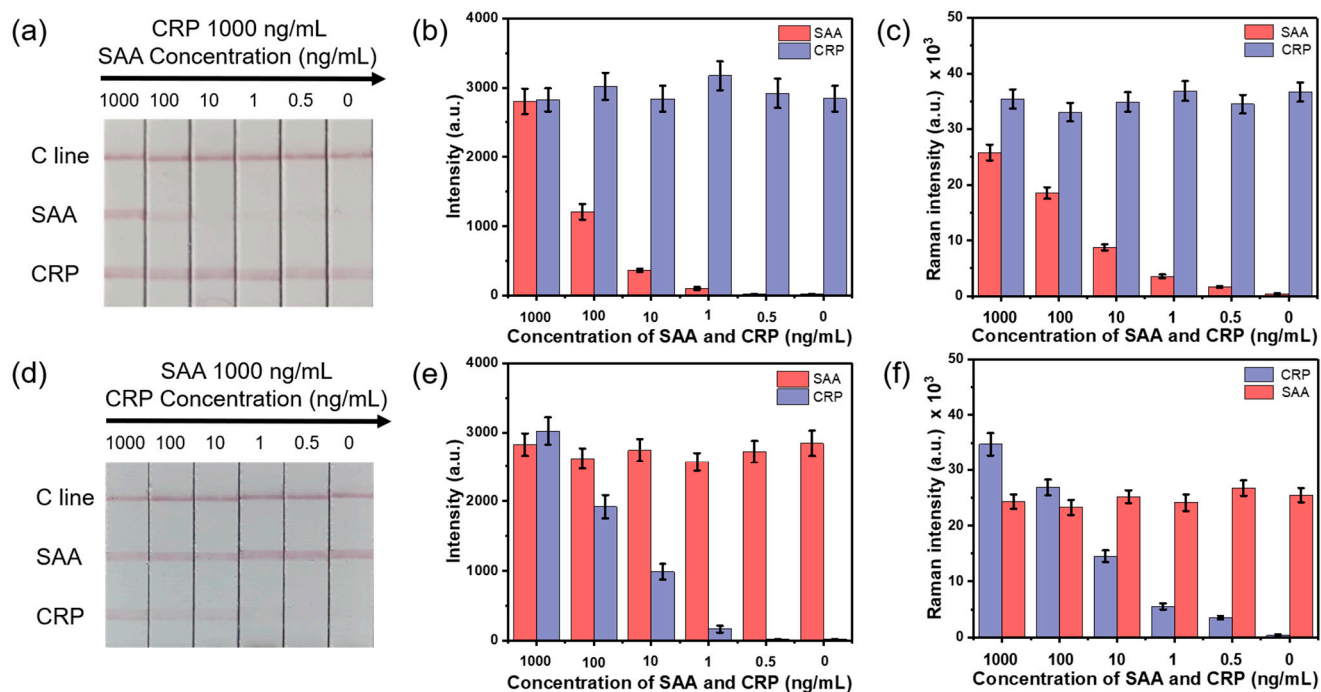 (a)
CRP 1000 ng/mL
SAA Concentration (ng/mL)
1000 100 10 1 0.5 0
C line
SAA
CRP
(b)
4000
3000
2000
1000
0
Intensity (a.u.)
SAA
CRP
1000 100 10 1 0.5 0
Concentration of SAA and CRP (ng/mL)
(c)
50
40
30
20
10
0
Raman intensity (a.u.) x 10³
SAA
CRP
1000 100 10 1 0.5 0
Concentration of SAA and CRP (ng/mL)
(d)
SAA 1000 ng/mL
CRP Concentration (ng/mL)
1000 100 10 1 0.5 0
C line
SAA
CRP
(e)
4000
3000
2000
1000
0
Intensity (a.u.)
SAA
CRP
1000 100 10 1 0.5 0
Concentration of SAA and CRP (ng/mL)
(f)
50
40
30
20
10
0
Raman intensity (a.u.) x 10³
CRP
SAA
1000 100 10 1 0.5 0
Concentration of SAA and CRP (ng/mL)